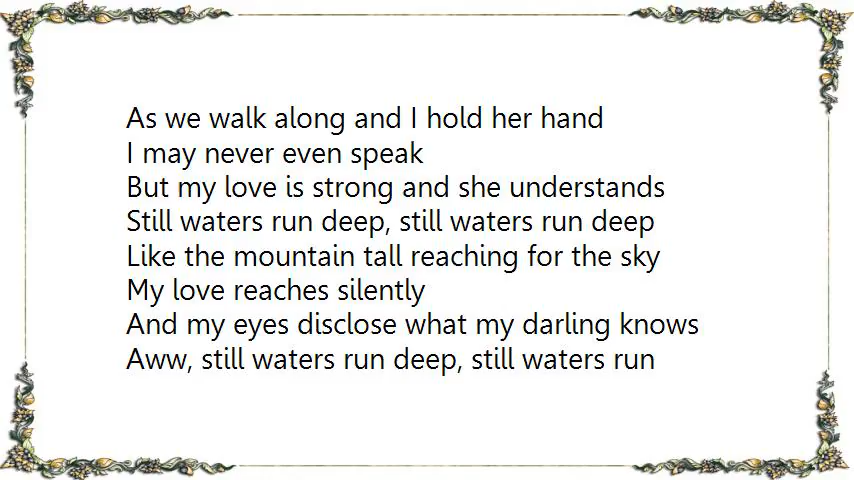 As we walk along and I hold her hand
I may never even speak
But my love is strong and she understands
Still waters run deep, still waters run deep
Like the mountain tall reaching for the sky
My love reaches silently
And my eyes disclose what my darling knows
Aww, still waters run deep, still waters run